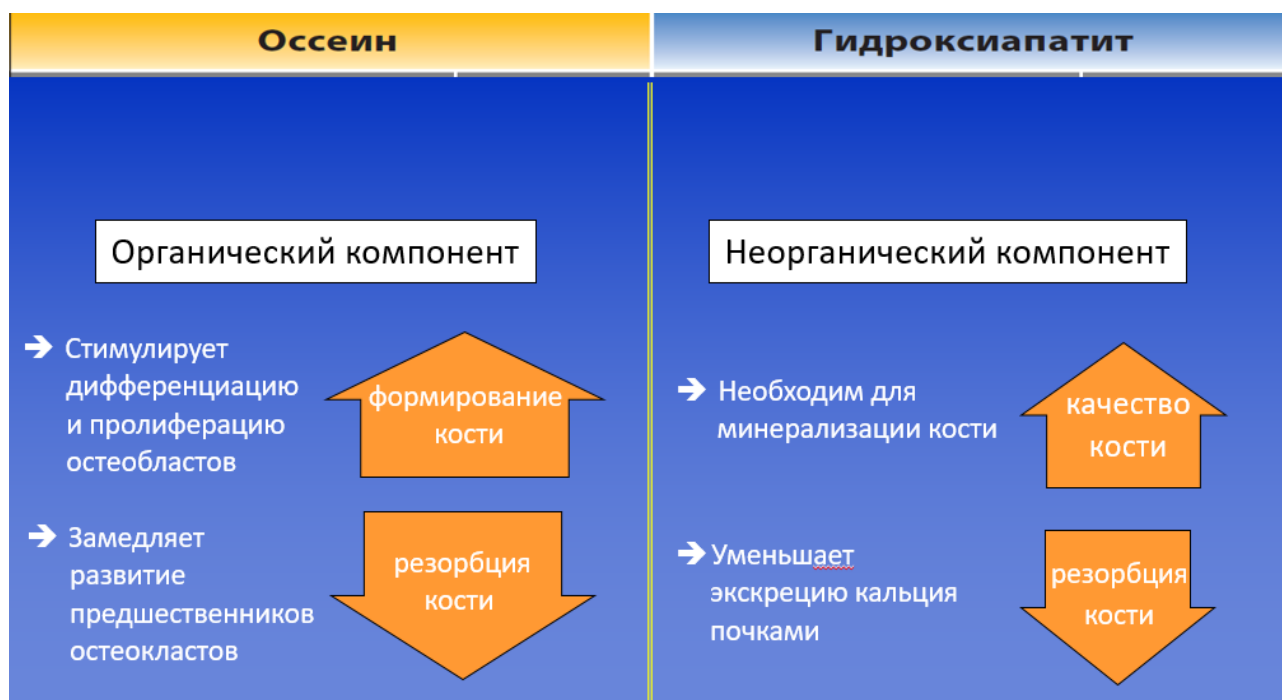 Оссеин
Гидроксиапатит
Органический компонент
➔ Стимулирует
дифференциацию
и пролиферацию
остеобластов
формирование
кости
➔ Замедляет
развитие
предшественников
остеокластов
резорбция
кости
Неорганический компонент
➔ Необходим для
минерализации кости
качество
кости
➔ Уменьшает
экскрецию кальция
почками
резорбция
кости